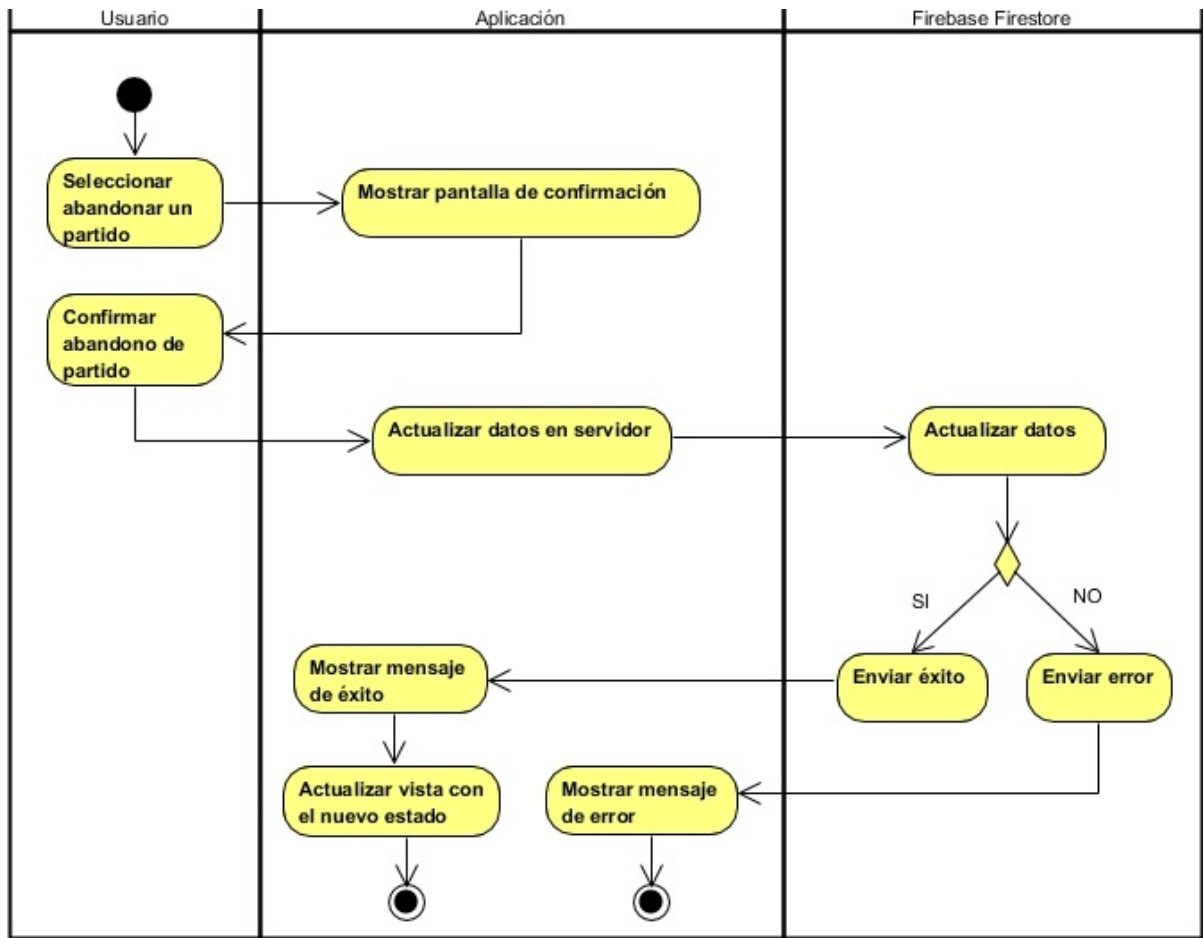 Usuario
Aplicación
Firebase Firestore
Seleccionar
abandonar un
partido
Mostrar pantalla de confirmación
Confirmar
abandono de
partido
Actualizar datos en servidor
Actualizar datos
SI
NO
Mostrar mensaje
de éxito
Enviar éxito
Enviar error
Actualizar vista con
el nuevo estado
Mostrar mensaje
de error